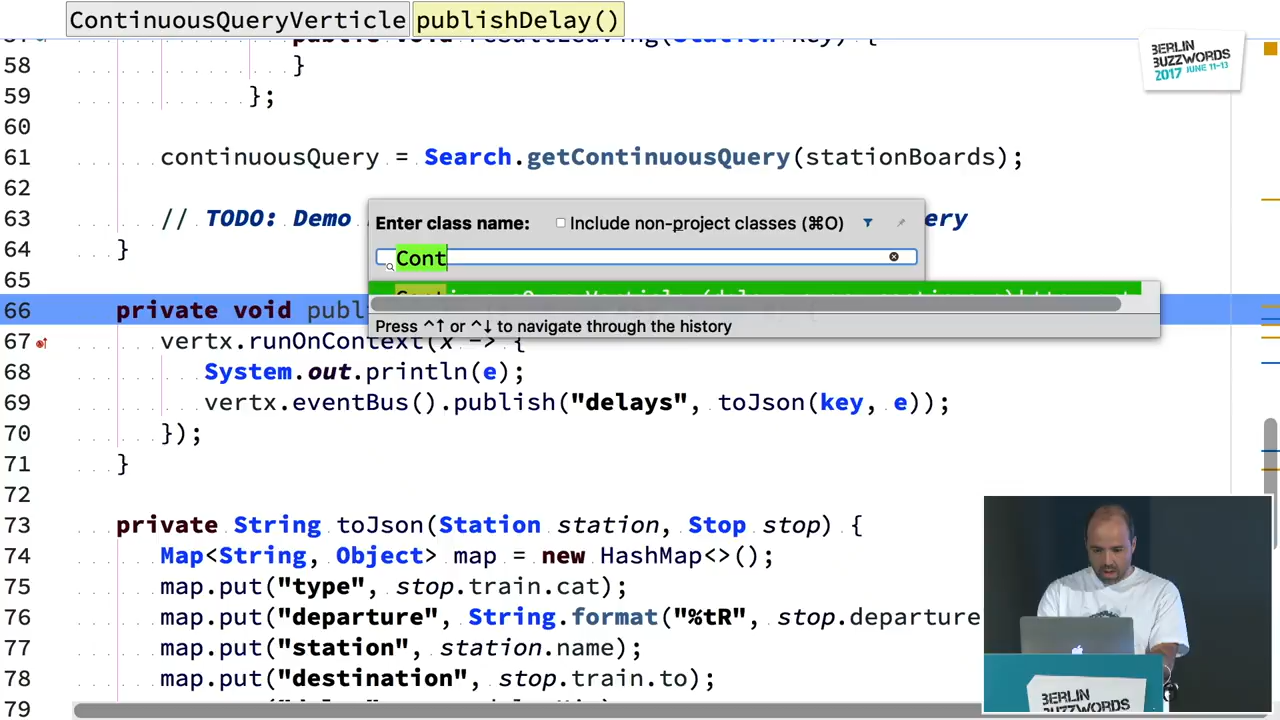 ContinuousQueryVerticle publishDelay()
BERLIN
BUZZWORDS
2017 JUNE 11-13
58 }
59 };
60
61 continuousQuery = Search.getContinuousQuery(stationBoards);
62
63 // TODO: Demo ery
64 }
65
66 private void publ
67 vertx.runOnContext(x -> {
68 System.out.println(e);
69 vertx.eventBus().publish("delays", toJson(key, e));
70 });
71 }
72
73 private String toJson(Station station, Stop stop) {
74 Map<String, Object> map = new HashMap<>();
75 map.put("type", stop.train.cat);
76 map.put("departure", String.format("%tR", stop.departure
77 map.put("station", station.name);
78 map.put("destination", stop.train.to);
79
Enter class name: Include non-project classes (⌘O)
Cont
Press ^↑ or ^↓ to navigate through the history
BERLIN
BUZZWORDS